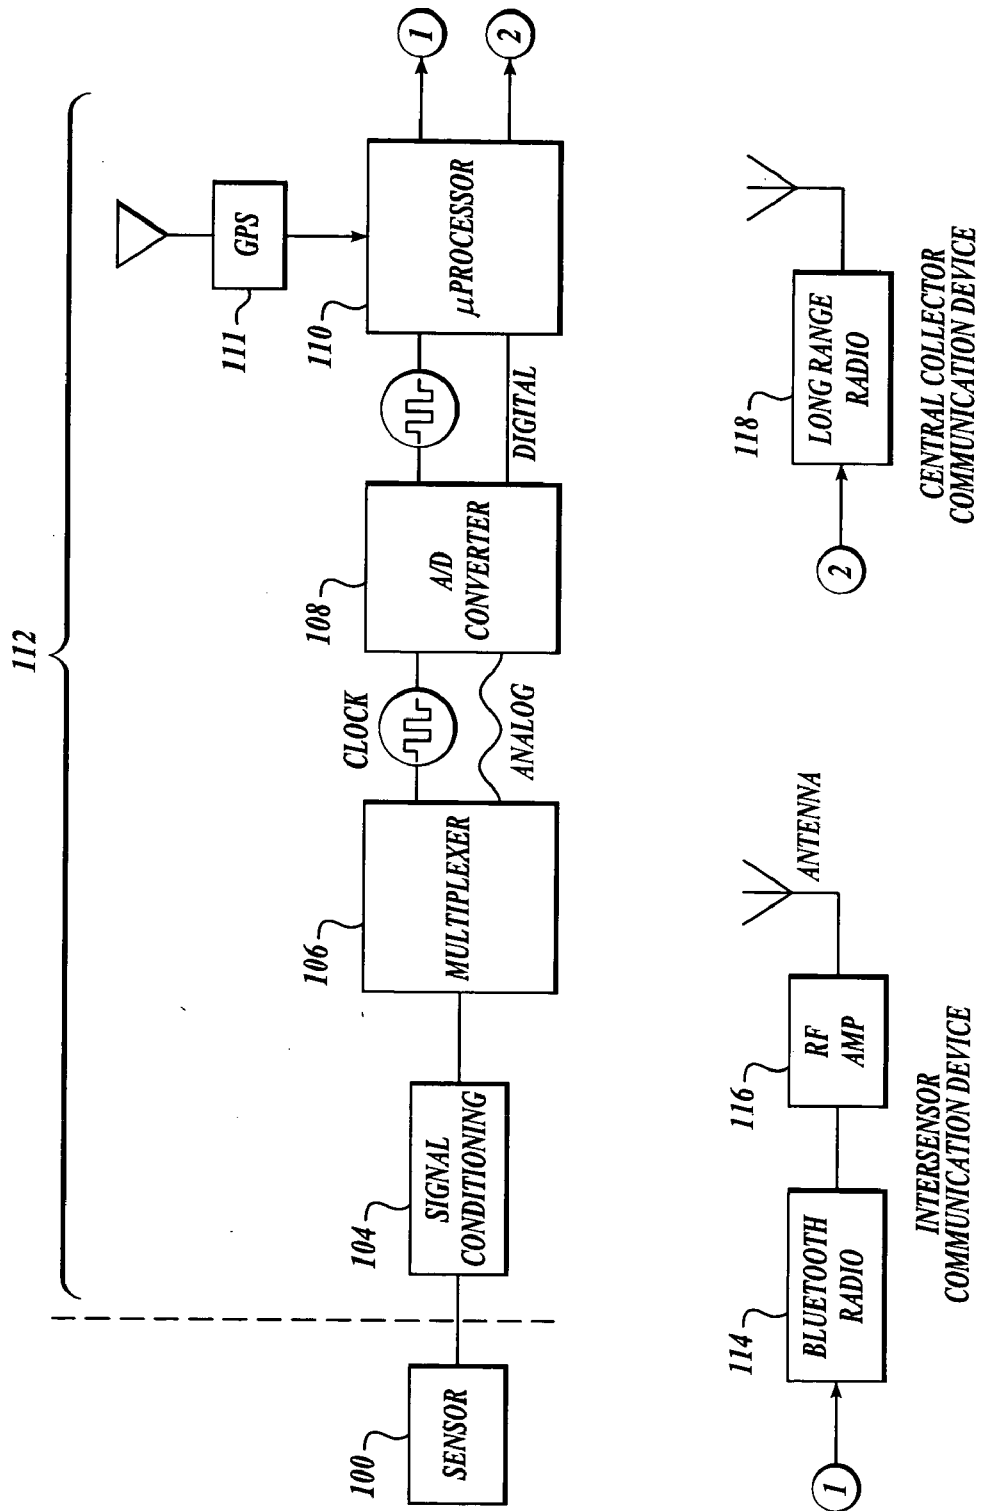 112
1
2
GPS
111
µPROCESSOR
110
DIGITAL
A/D
CONVERTER
108
CLOCK
ANALOG
MULTIPLEXER
106
SIGNAL
CONDITIONING
104
SENSOR
100
1
BLUETOOTH
RADIO
114
RF
AMP
116
ANTENNA
INTERSENSOR
COMMUNICATION DEVICE
2
LONG RANGE
RADIO
118
CENTRAL COLLECTOR
COMMUNICATION DEVICE